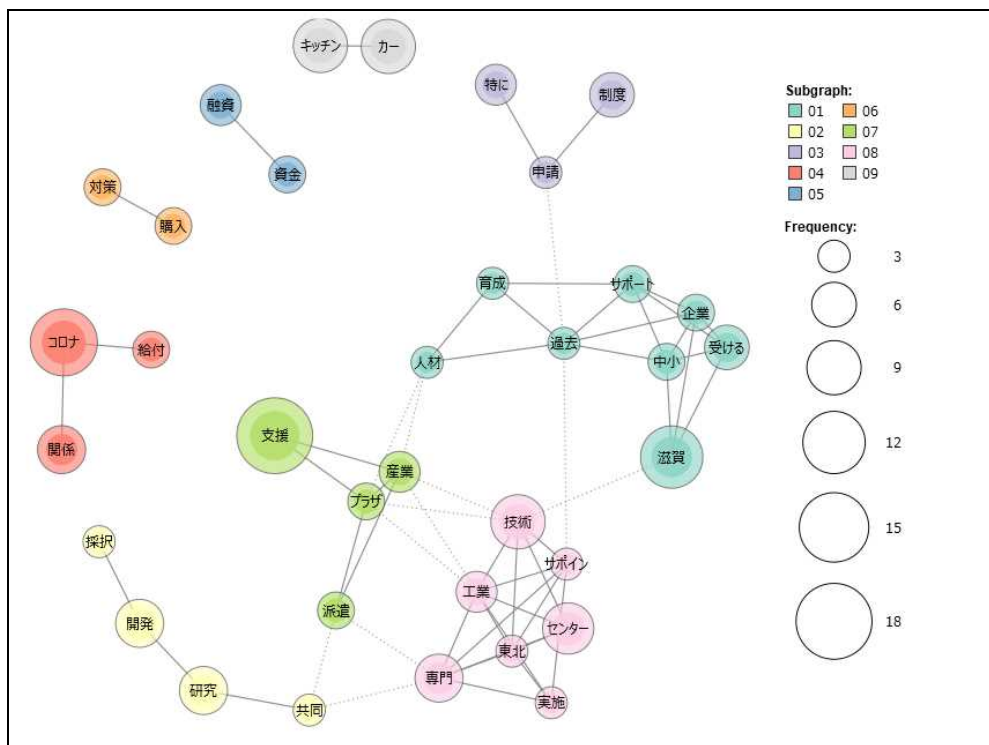 キッチン
カー
特に
制度
申請
融資
資金
対策
購入
コロナ
給付
関係
育成
サポート
企業
受ける
中小
過去
人材
滋賀
支援
産業
プラザ
派遣
技術
サポイン
工業
センター
東北
専門
実施
採択
開発
研究
共同
Subgraph:
01 06
02 07
03 08
04 09
05
Frequency:
3
6
9
12
15
18